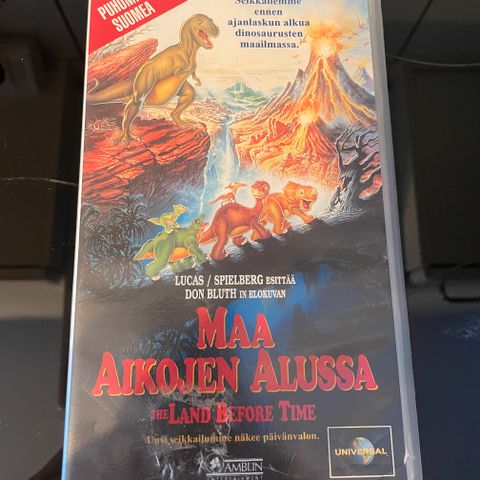 PUHUMME
SUOMEA
Seikkailemme
ennen
ajanlaskun alkua
dinosaurusten
maailmassa.
LUCAS / SPIELBERG ESITTÄÄ
DON BLUTH IN ELOKUVAN
MAA
AIKOJEN ALUSSA
THE LAND BEFORE TIME
Uusi seikkailumme näkee päivänvalon.
UNIVERSAL
AMBLIN
ENTERTAINMENT